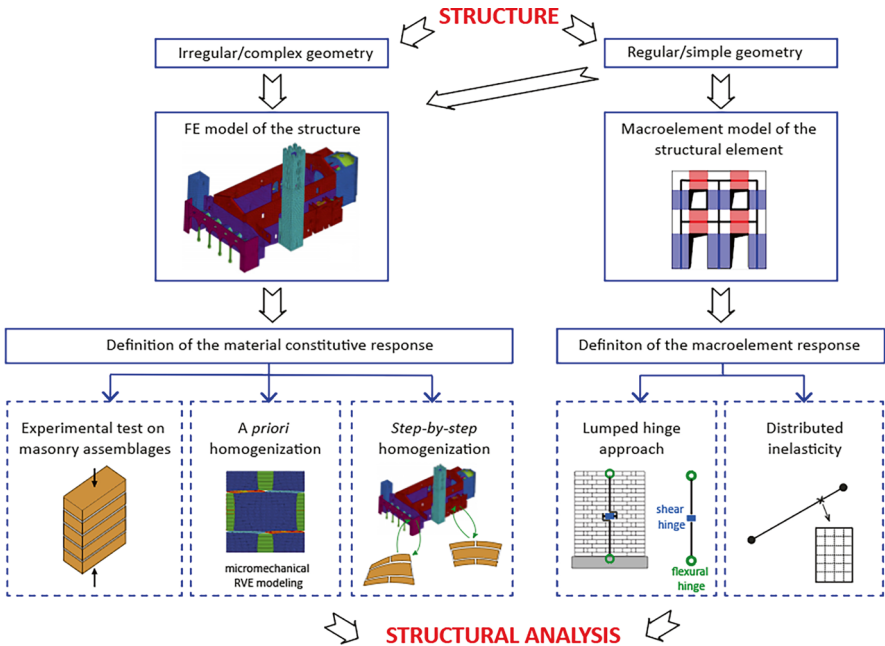 STRUCTURE
Irregular/complex geometry
Regular/simple geometry
FE model of the structure
Macroelement model of the
structural element
Definition of the material constitutive response
Definiton of the macroelement response
Experimental test on
masonry assemblages
A priori
homogenization
micromechanical
RVE modeling
Step-by-step
homogenization
Lumped hinge
approach
shear
hinge
flexural
hinge
Distributed
inelasticity
STRUCTURAL ANALYSIS